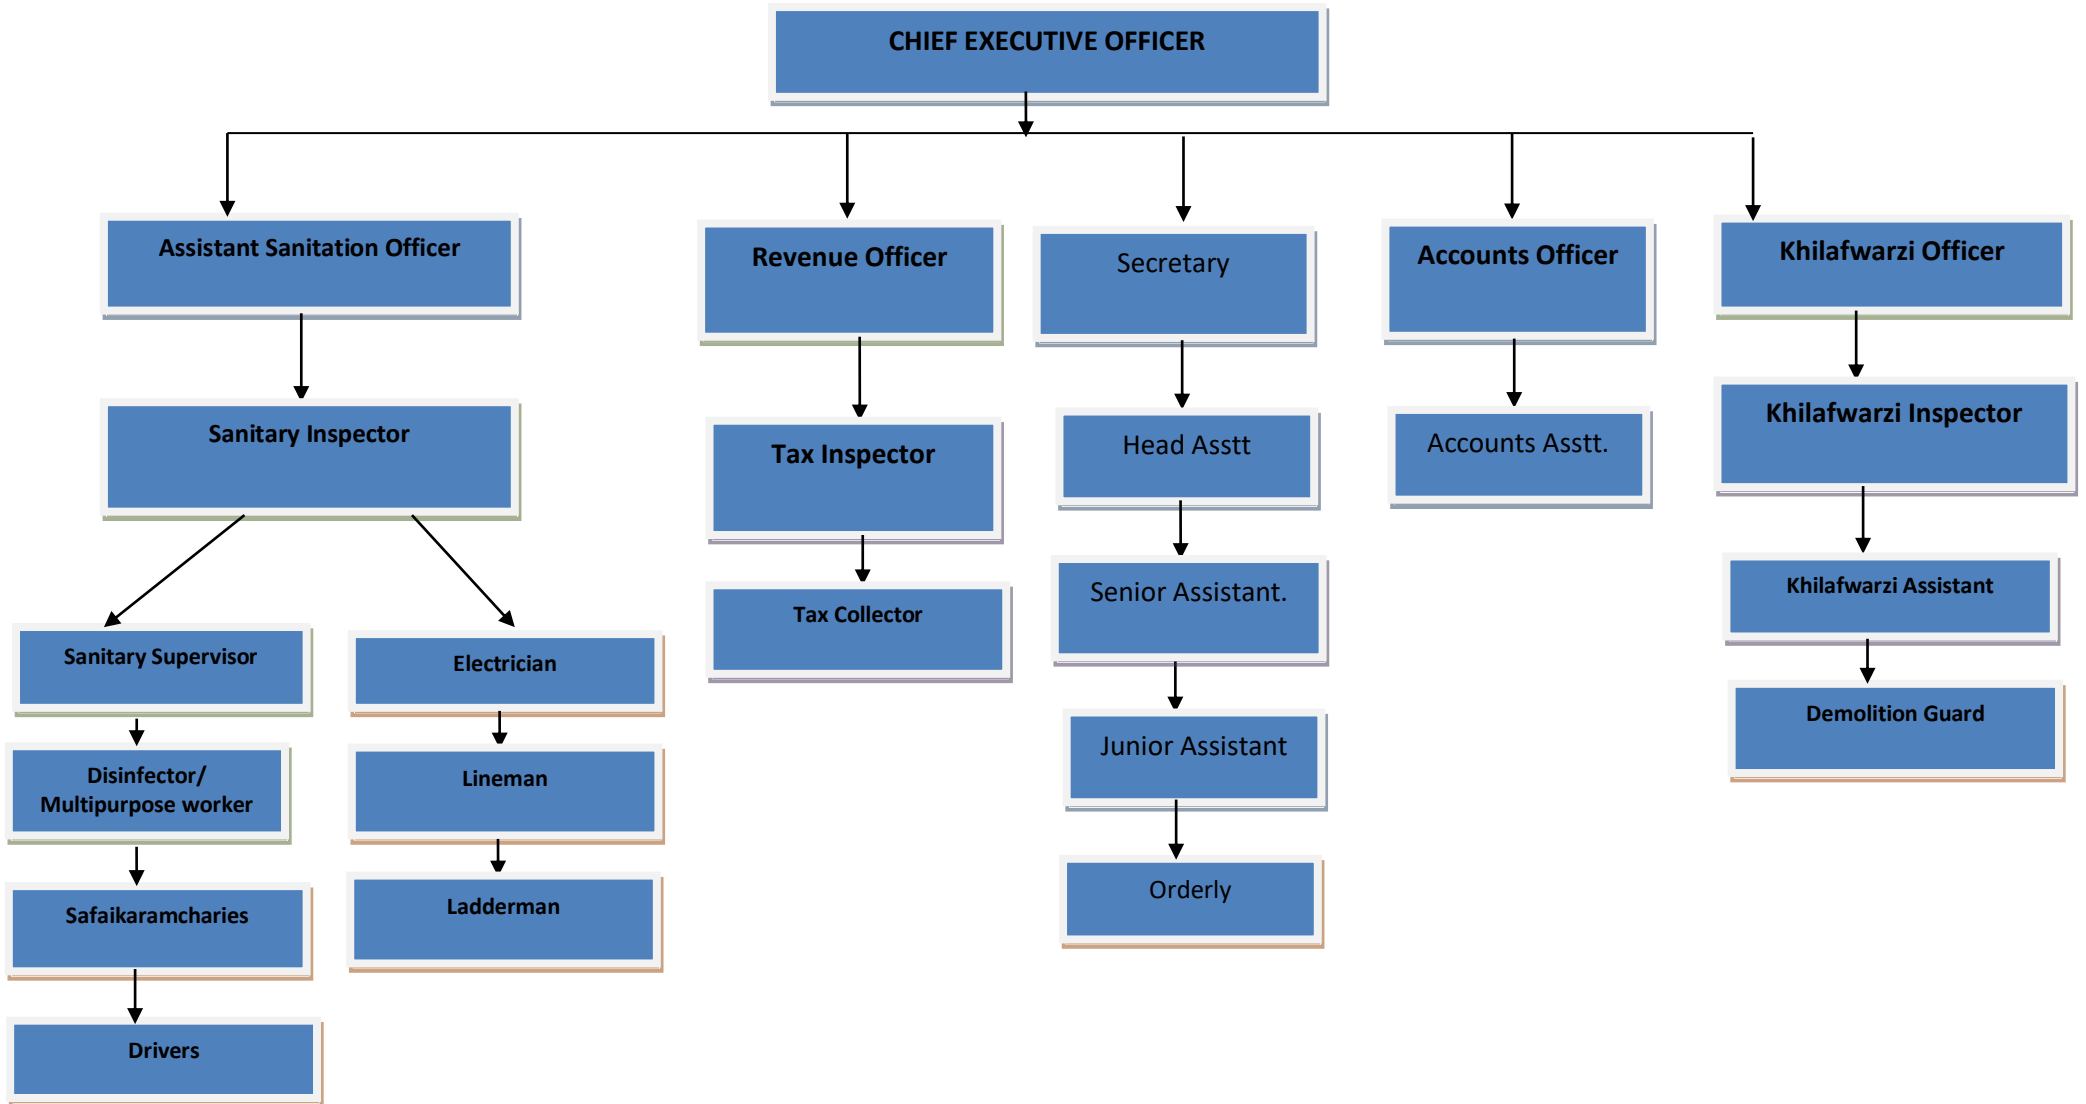 CHIEF EXECUTIVE OFFICER
Assistant Sanitation Officer
Revenue Officer
Secretary
Accounts Officer
Khilafwarzi Officer
Sanitary Inspector
Tax Inspector
Head Asstt
Accounts Asstt.
Khilafwarzi Inspector
Sanitary Supervisor
Electrician
Tax Collector
Senior Assistant.
Khilafwarzi Assistant
Disinfector/
Multipurpose worker
Lineman
Junior Assistant
Demolition Guard
Safaikaramcharies
Ladderman
Orderly
Drivers